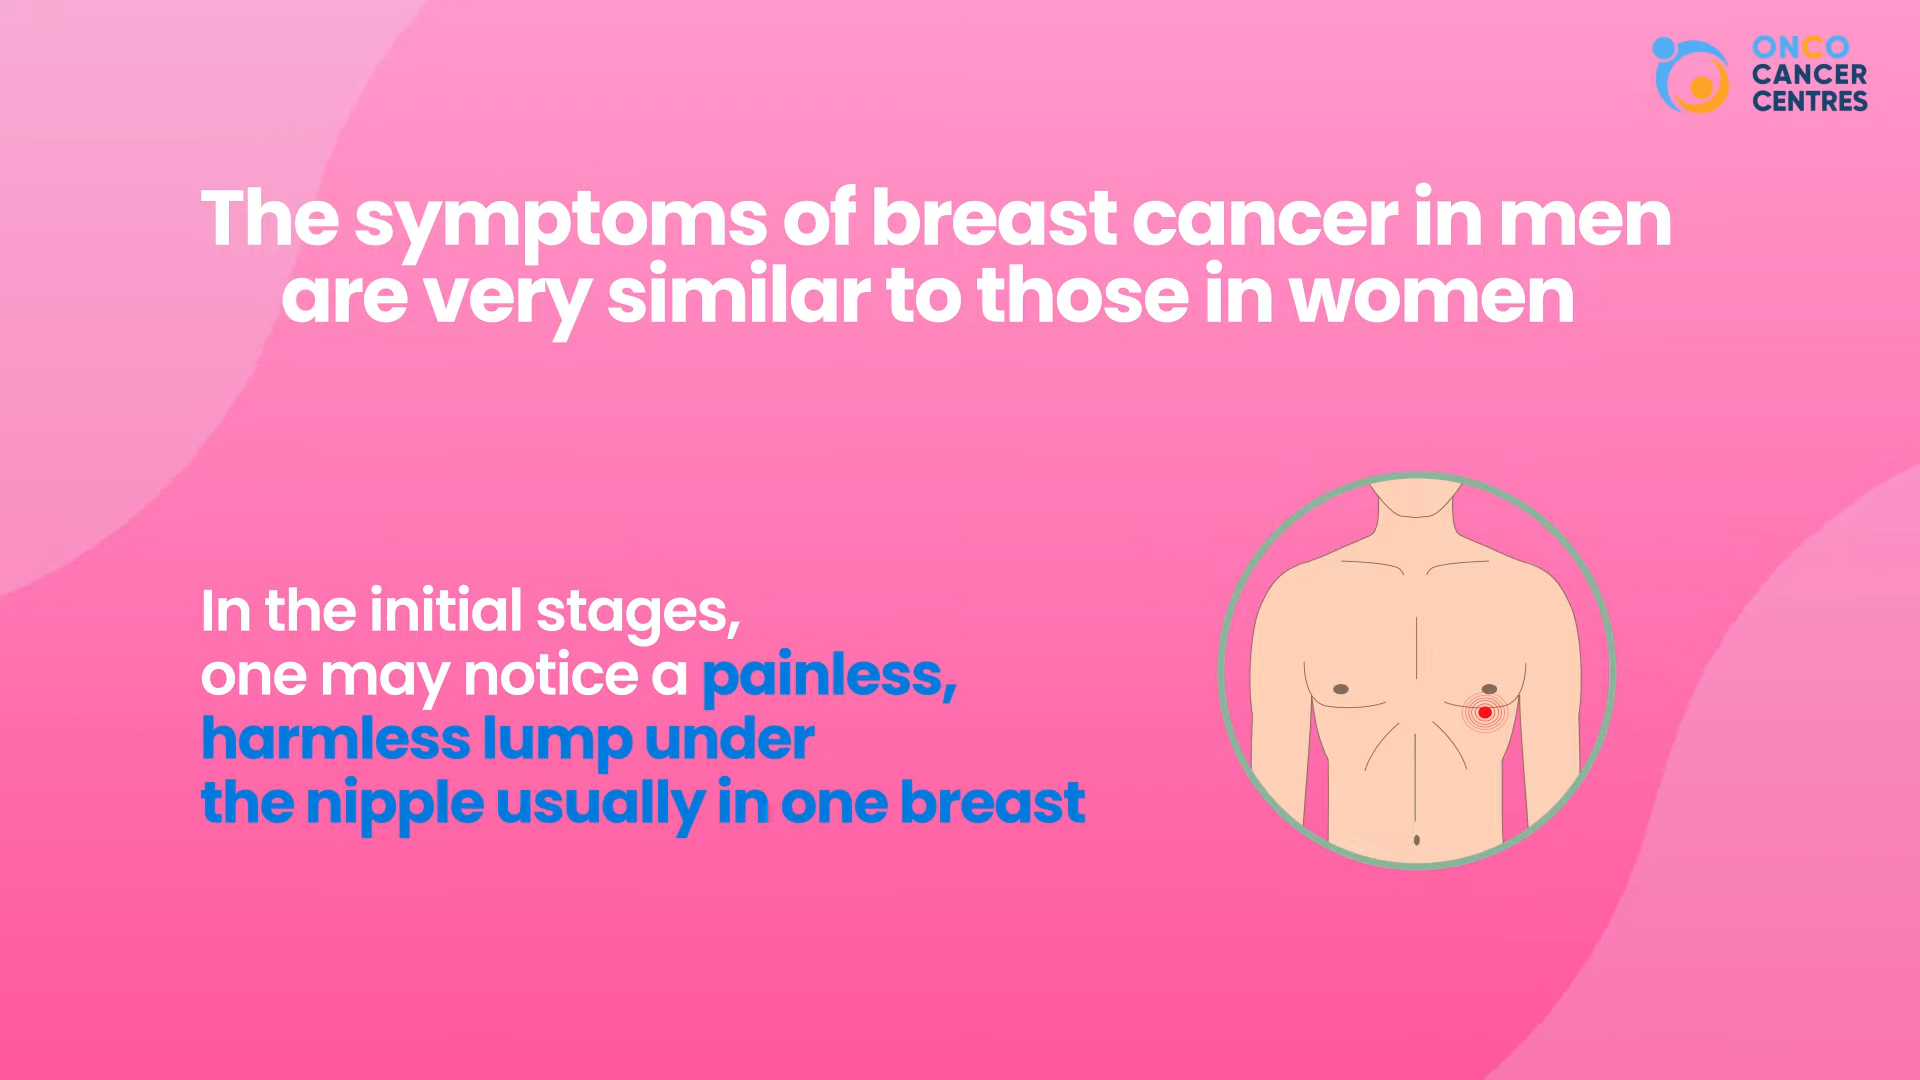 ONCO
CANCER
CENTRES
The symptoms of breast cancer in men
are very similar to those in women
In the initial stages,
one may notice a painless,
harmless lump under
the nipple usually in one breast